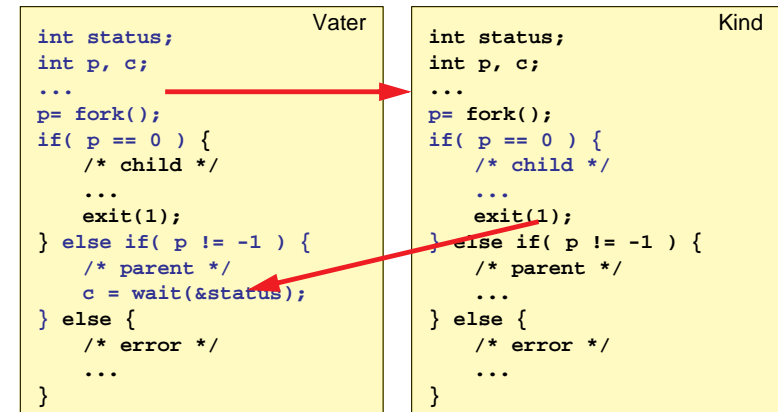 Vater
int status;
int p, c;
...
p= fork();
if( p == 0 ) {
/* child */
...
exit(1);
} else if( p != -1 ) {
/* parent */
c = wait(&status);
} else {
/* error */
...
}
Kind
int status;
int p, c;
...
p= fork();
if( p == 0 ) {
/* child */
...
exit(1);
} else if( p != -1 ) {
/* parent */
...
} else {
/* error */
...
}